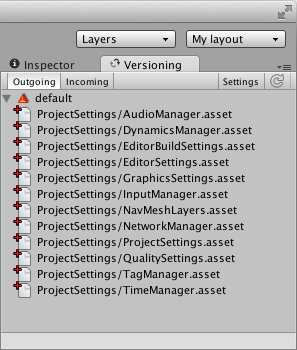 Layers My layout
Inspector Versioning
Outgoing Incoming Settings
default
ProjectSettings/AudioManager.asset
ProjectSettings/DynamicsManager.asset
ProjectSettings/EditorBuildSettings.asset
ProjectSettings/EditorSettings.asset
ProjectSettings/GraphicsSettings.asset
ProjectSettings/InputManager.asset
ProjectSettings/NavMeshLayers.asset
ProjectSettings/NetworkManager.asset
ProjectSettings/ProjectSettings.asset
ProjectSettings/QualitySettings.asset
ProjectSettings/TagManager.asset
ProjectSettings/TimeManager.asset